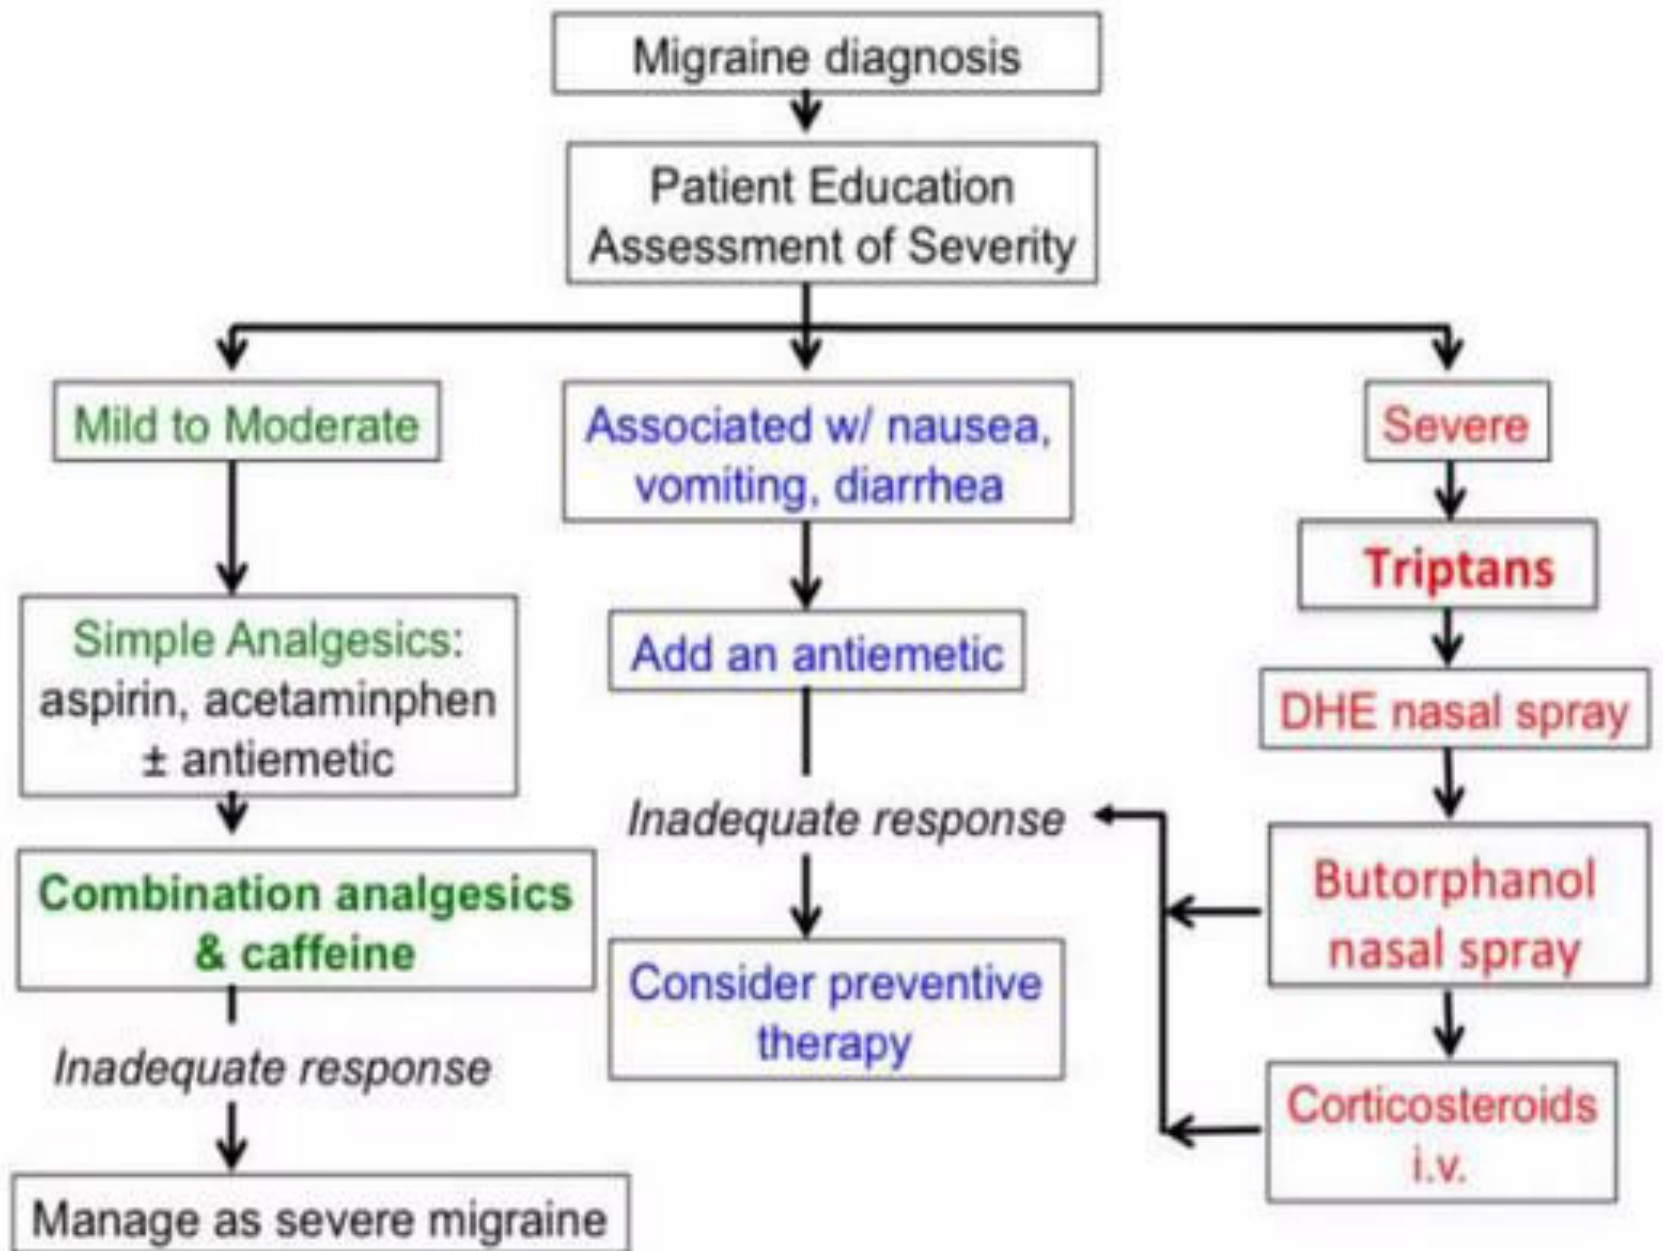 Migraine diagnosis
Patient Education
Assessment of Severity
Mild to Moderate
Simple Analgesics:
aspirin, acetaminphen
± antiemetic
Combination analgesics
& caffeine
Inadequate response
Manage as severe migraine
Associated w/ nausea,
vomiting, diarrhea
Add an antiemetic
Inadequate response
Consider preventive
therapy
Severe
Triptans
DHE nasal spray
Butorphanol
nasal spray
Corticosteroids
i.v.